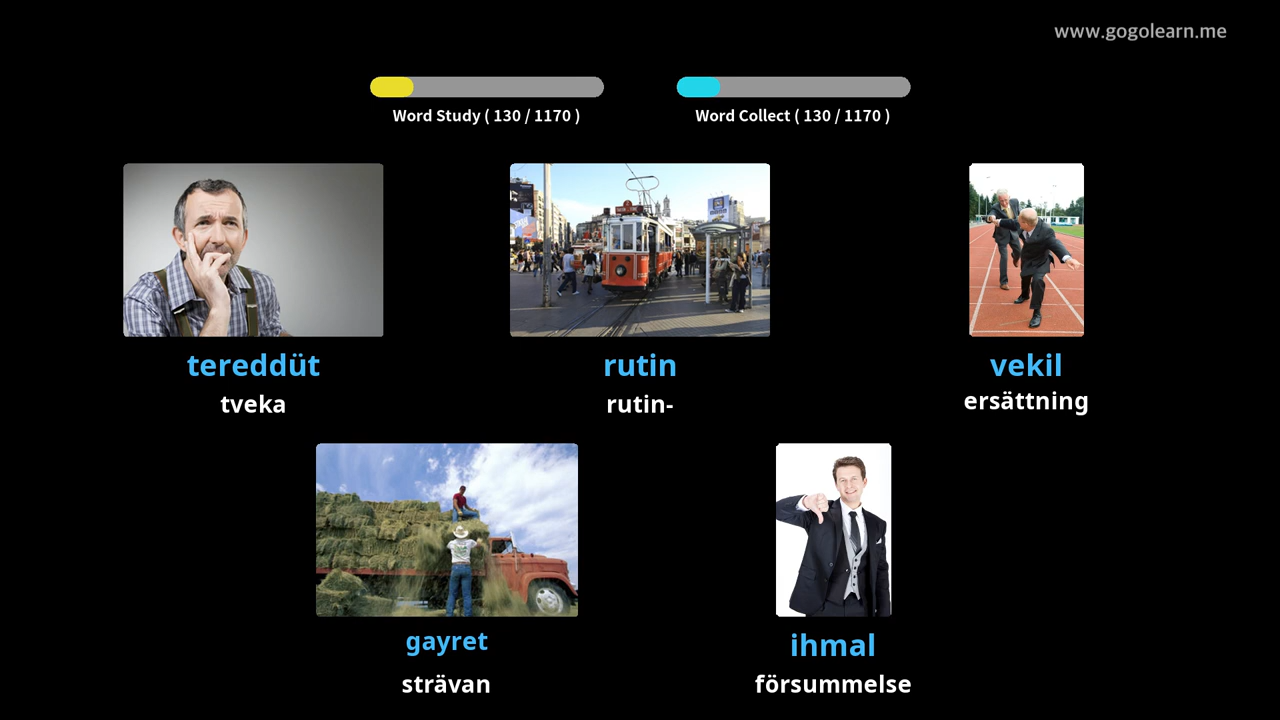 www.gogolearn.me
Word Study ( 130 / 1170 )
Word Collect ( 130 / 1170 )
tereddüt
tveka
rutin
rutin-
vekil
ersättning
gayret
strävan
ihmal
försummelse